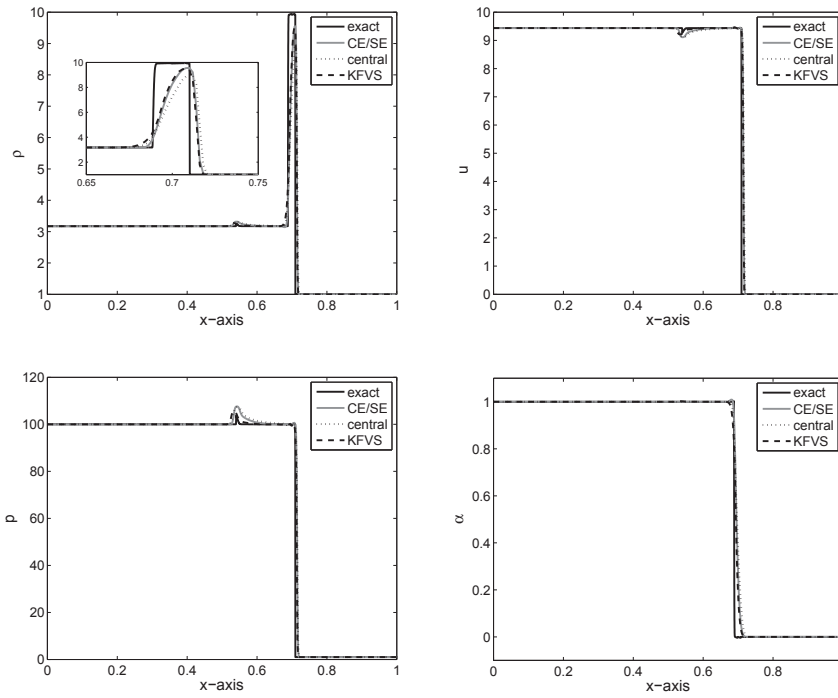 10
9
8
7
6
5
4
3
2
1
ρ
10
8
6
4
2
0.65
0.7
0.75
exact
CE/SE
central
KFVS
0
0.2
0.4
0.6
0.8
1
x−axis
10
9
8
7
6
5
4
3
2
1
0
u
exact
CE/SE
central
KFVS
0
0.2
0.4
0.6
0.8
x−axis
120
100
80
60
40
20
0
p
exact
CE/SE
central
KFVS
0
0.2
0.4
0.6
0.8
1
x−axis
1
0.8
0.6
0.4
0.2
0
α
exact
CE/SE
central
KFVS
0
0.2
0.4
0.6
0.8
x−axis